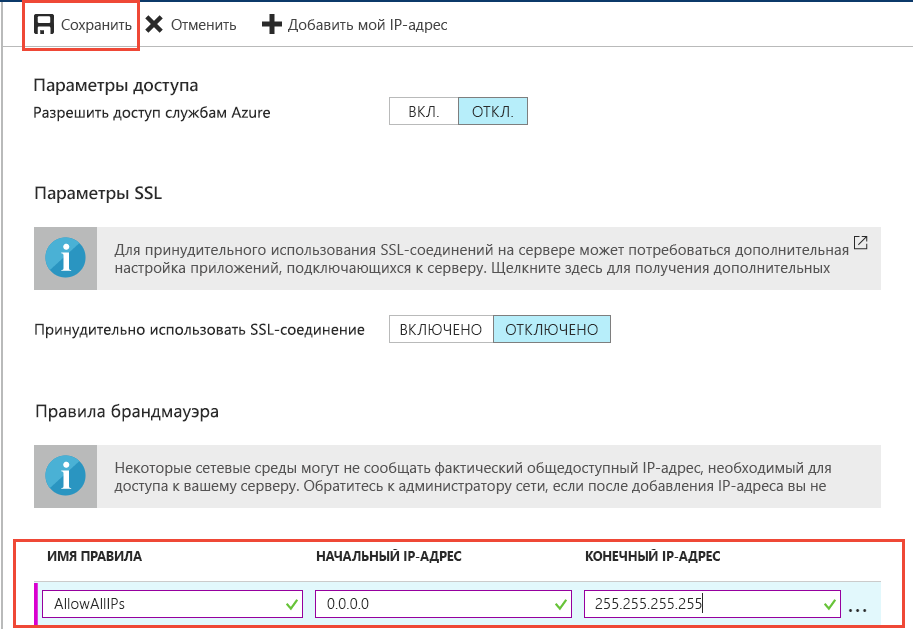 Сохранить Отменить Добавить мой IP-адрес
Параметры доступа
Разрешить доступ службам Azure ВКЛ. ОТКЛ.
Параметры SSL
Для принудительного использования SSL-соединений на сервере может потребоваться дополнительная
настройка приложений, подключающихся к серверу. Щелкните здесь для получения дополнительных
Принудительно использовать SSL-соединение ВКЛЮЧЕНО ОТКЛЮЧЕНО
Правила брандмауэра
Некоторые сетевые среды могут не сообщать фактический общедоступный IP-адрес, необходимый для
доступа к вашему серверу. Обратитесь к администратору сети, если после добавления IP-адреса вы не
ИМЯ ПРАВИЛА НАЧАЛЬНЫЙ IP-АДРЕС КОНЕЧНЫЙ IP-АДРЕС
AllowAllIPs 0.0.0.0 255.255.255.255 ...